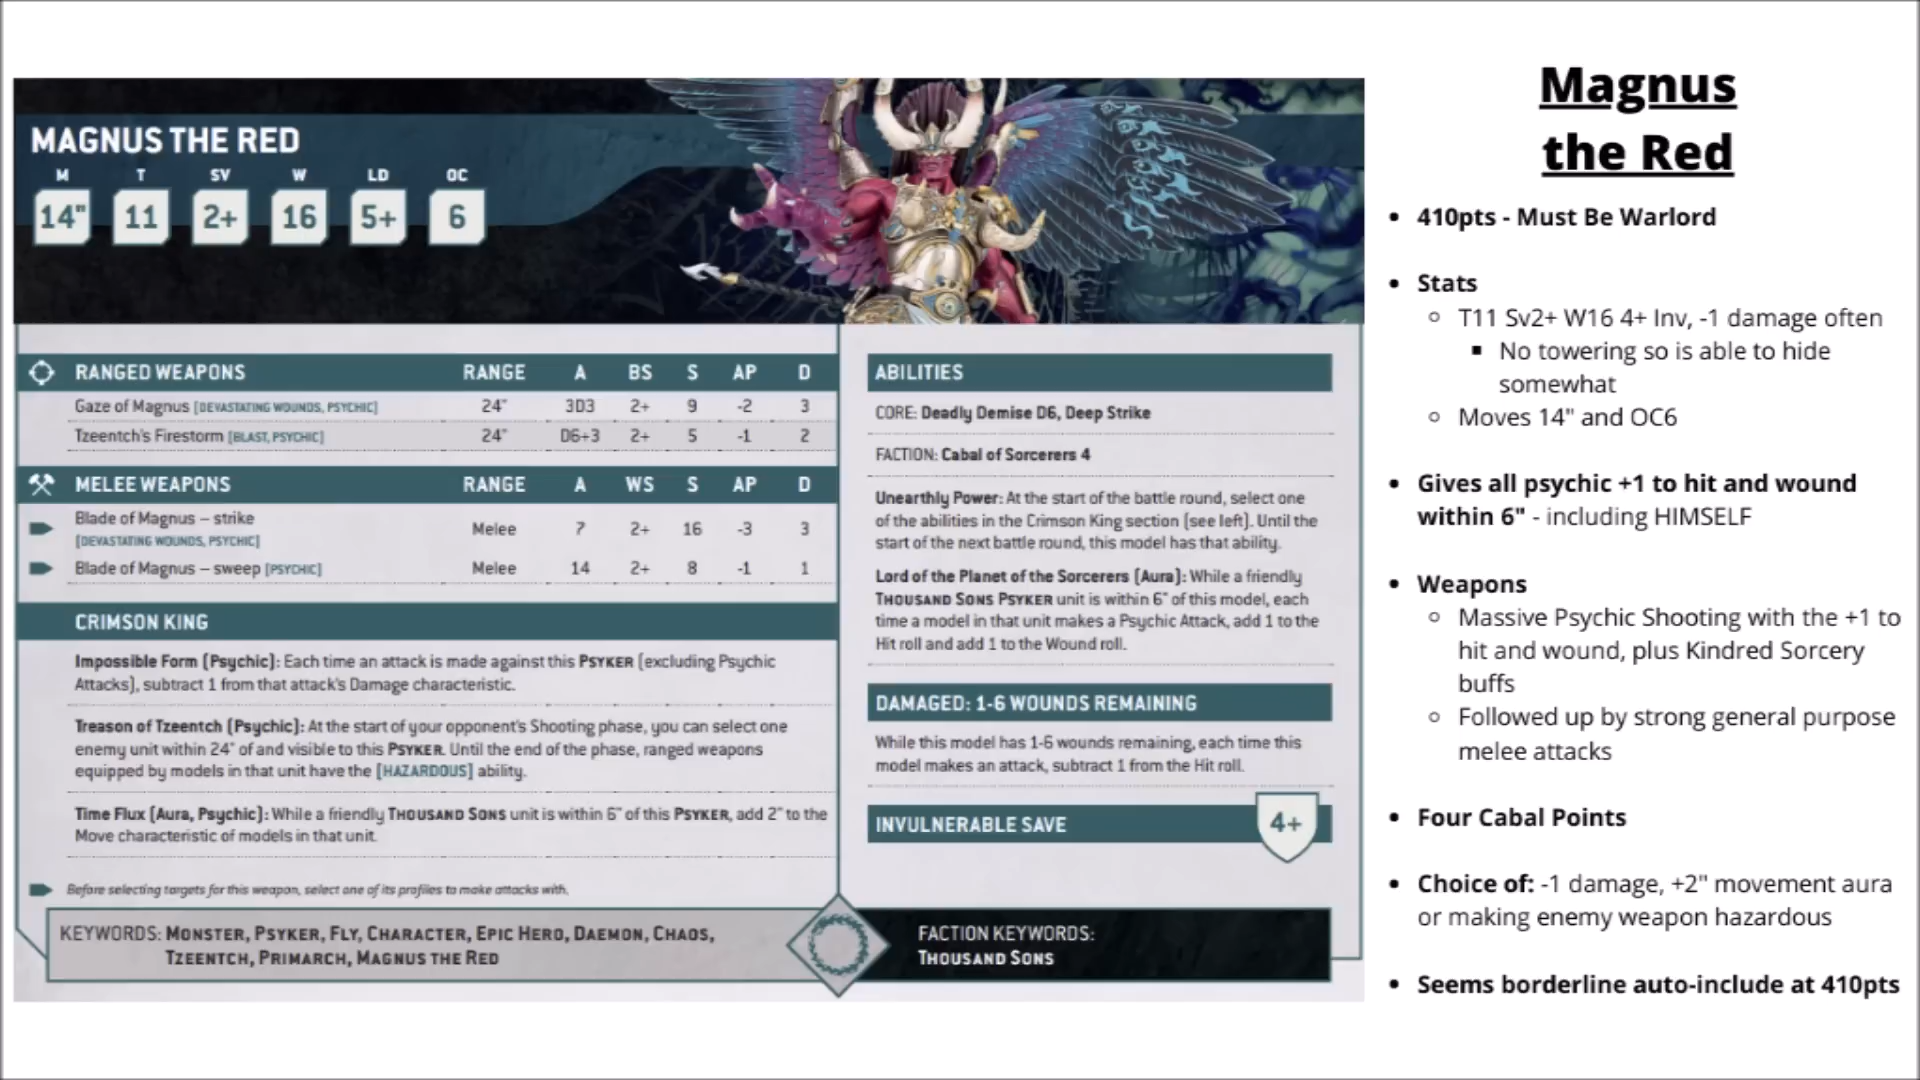 MAGNUS THE RED
M T SV W LD OC
14" 11 2+ 16 5+ 6
RANGED WEAPONS RANGE A BS S AP D
Gaze of Magnus [DEVASTATING WOUNDS, PSYCHIC] 24" 3D3 2+ 9 -2 3
Tzeentch's Firestorm [BLAST, PSYCHIC] 24" D6+3 2+ 5 -1 2
MELEE WEAPONS RANGE A WS S AP D
Blade of Magnus – strike
[DEVASTATING WOUNDS, PSYCHIC] Melee 7 2+ 16 -3 3
Blade of Magnus – sweep [PSYCHIC] Melee 14 2+ 8 -1 1
CRIMSON KING
Impossible Form (Psychic): Each time an attack is made against this PSYKER (excluding Psychic
Attacks), subtract 1 from that attack's Damage characteristic.
Treason of Tzeentch (Psychic): At the start of your opponent's Shooting phase, you can select one
enemy unit within 24" of and visible to this PSYKER. Until the end of the phase, ranged weapons
equipped by models in that unit have the [HAZARDOUS] ability.
Time Flux (Aura, Psychic): While a friendly THOUSAND SONS unit is within 6" of this PSYKER, add 2" to the
Move characteristic of models in that unit.
Before selecting targets for this weapon, select one of its profiles to make attacks with.
KEYWORDS: MONSTER, PSYKER, FLY, CHARACTER, EPIC HERO, DAEMON, CHAOS,
TZEENTCH, PRIMARCH, MAGNUS THE RED
ABILITIES
CORE: Deadly Demise D6, Deep Strike
FACTION: Cabal of Sorcerers 4
Unearthly Power: At the start of the battle round, select one
of the abilities in the Crimson King section (see left). Until the
start of the next battle round, this model has that ability.
Lord of the Planet of the Sorcerers (Aura): While a friendly
THOUSAND SONS PSYKER unit is within 6" of this model, each
time a model in that unit makes a Psychic Attack, add 1 to the
Hit roll and add 1 to the Wound roll.
DAMAGED: 1-6 WOUNDS REMAINING
While this model has 1-6 wounds remaining, each time this
model makes an attack, subtract 1 from the Hit roll.
INVULNERABLE SAVE 4+
FACTION KEYWORDS:
THOUSAND SONS
Magnus
the Red
• 410pts - Must Be Warlord
• Stats
○ T11 Sv2+ W16 4+ Inv, -1 damage often
▪ No towering so is able to hide
somewhat
○ Moves 14" and OC6
• Gives all psychic +1 to hit and wound
within 6" - including HIMSELF
• Weapons
○ Massive Psychic Shooting with the +1 to
hit and wound, plus Kindred Sorcery
buffs
○ Followed up by strong general purpose
melee attacks
• Four Cabal Points
• Choice of: -1 damage, +2" movement aura
or making enemy weapon hazardous
• Seems borderline auto-include at 410pts